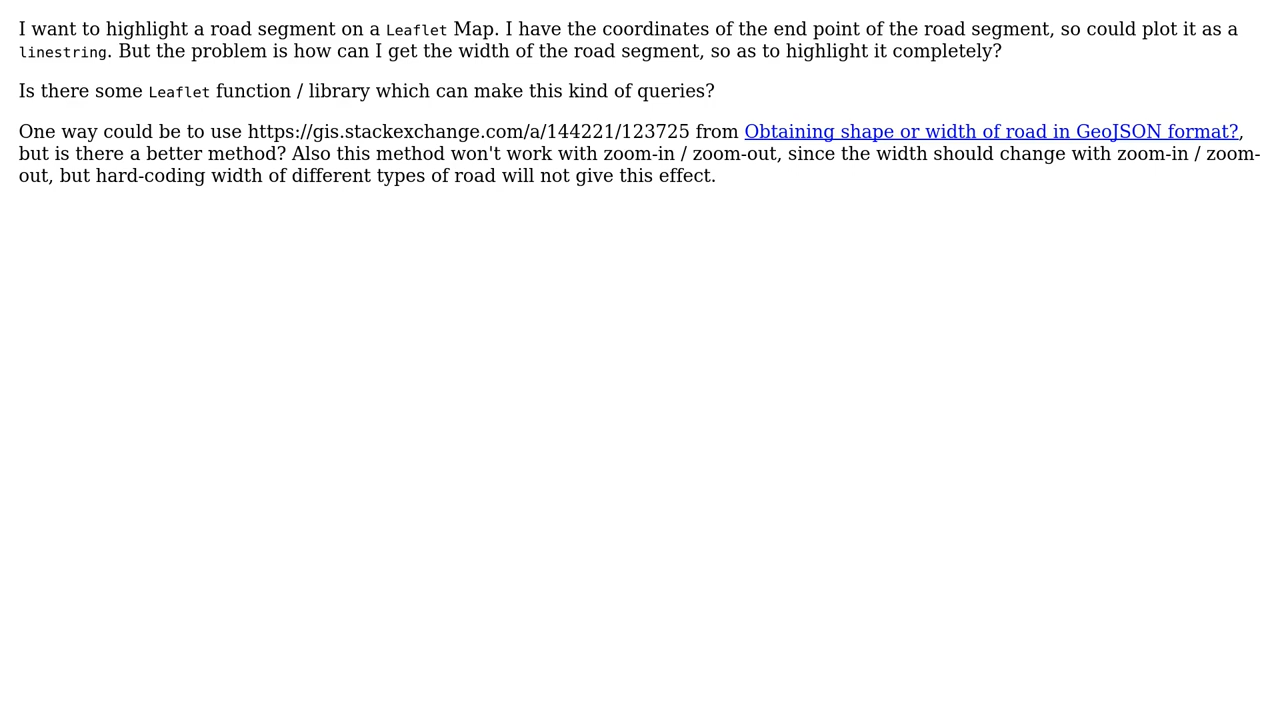 I want to highlight a road segment on a Leaflet Map. I have the coordinates of the end point of the road segment, so could plot it as a
linestring. But the problem is how can I get the width of the road segment, so as to highlight it completely?
Is there some Leaflet function / library which can make this kind of queries?
One way could be to use https://gis.stackexchange.com/a/144221/123725 from Obtaining shape or width of road in GeoJSON format?,
but is there a better method? Also this method won't work with zoom-in / zoom-out, since the width should change with zoom-in / zoom-
out, but hard-coding width of different types of road will not give this effect.